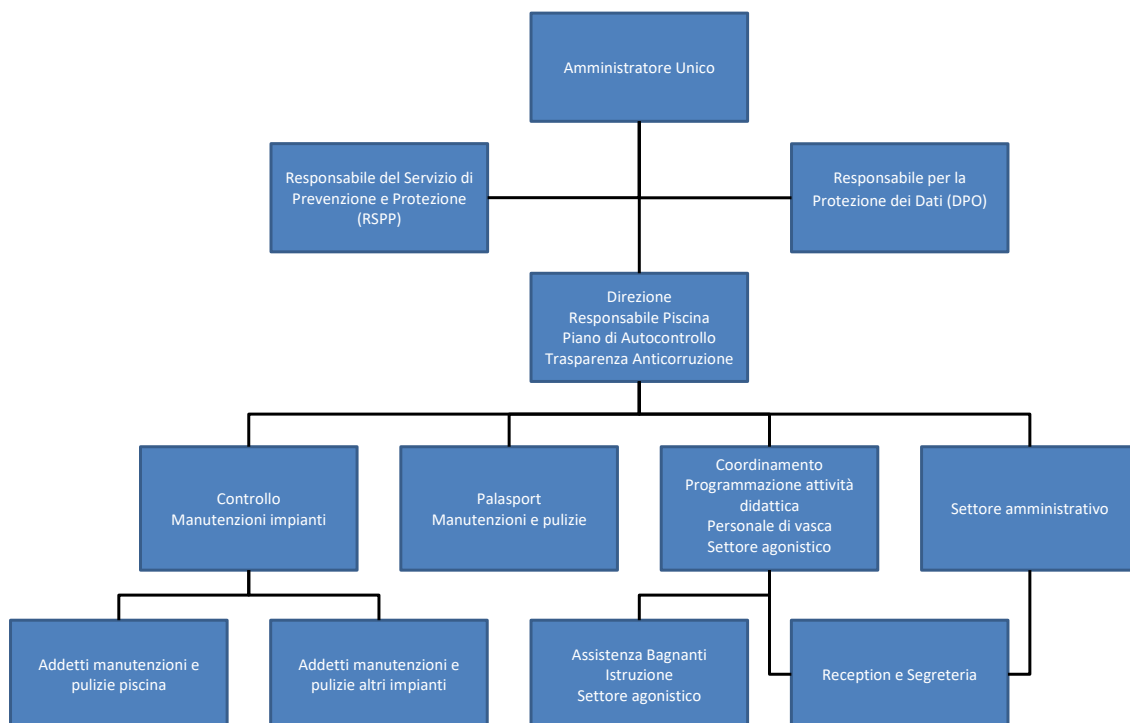 Amministratore Unico
Responsabile del Servizio di
Prevenzione e Protezione
(RSPP)
Responsabile per la
Protezione dei Dati (DPO)
Direzione
Responsabile Piscina
Piano di Autocontrollo
Trasparenza Anticorruzione
Controllo
Manutenzioni impianti
Palasport
Manutenzioni e pulizie
Coordinamento
Programmazione attività
didattica
Personale di vasca
Settore agonistico
Settore amministrativo
Addetti manutenzioni e
pulizie piscina
Addetti manutenzioni e
pulizie altri impianti
Assistenza Bagnanti
Istruzione
Settore agonistico
Reception e Segreteria